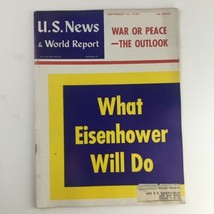 U.S. News
& World Report
WAR OR PEACE
—THE OUTLOOK
What
Eisenhower
Will Do